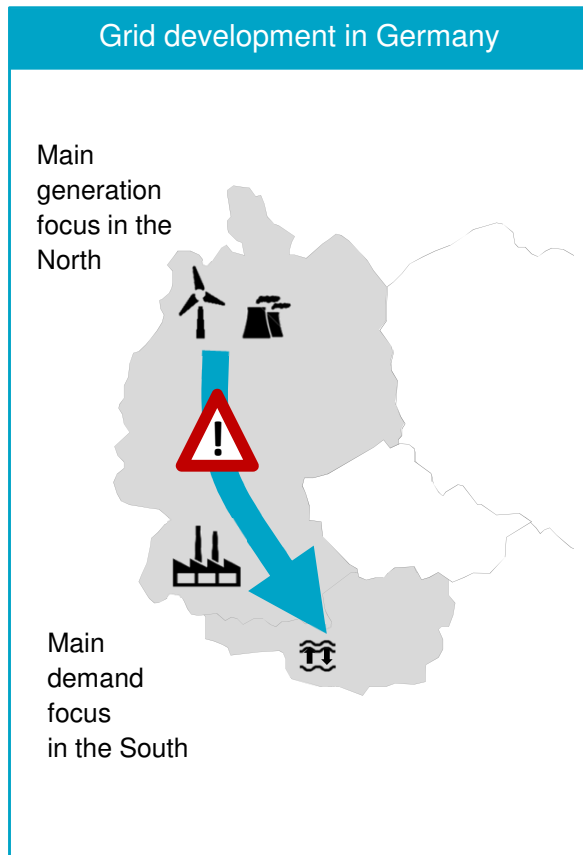 Grid development in Germany
Main
generation
focus in the
North
!
Main
demand
focus
in the South